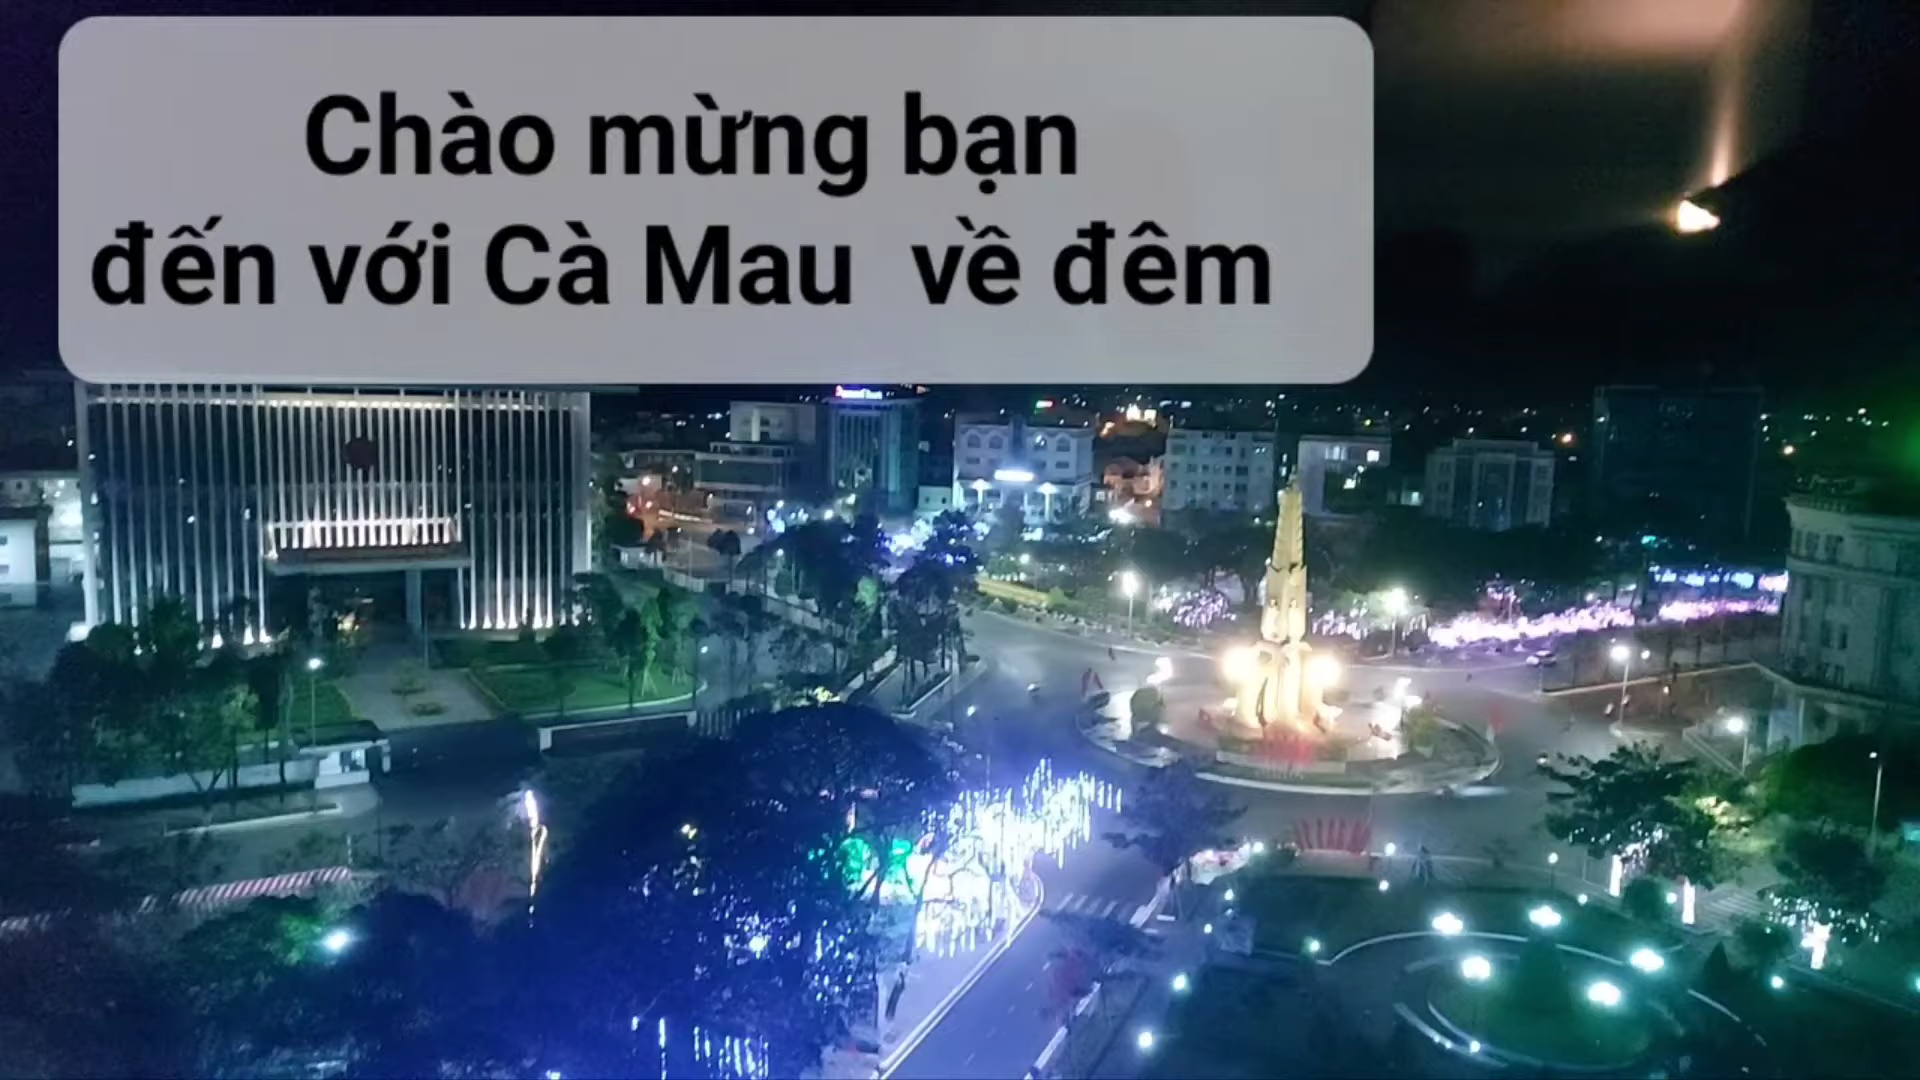 Chào mừng bạn
đến với Cà Mau  về đêm